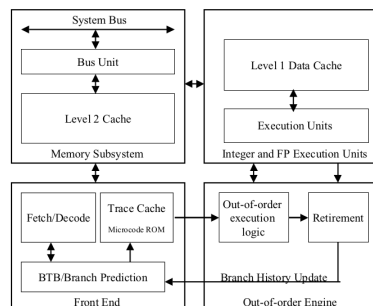 System Bus
Bus Unit
Level 2 Cache
Memory Subsystem
Level 1 Data Cache
Execution Units
Integer and FP Execution Units
Fetch/Decode
Trace Cache
Microcode ROM
BTB/Branch Prediction
Front End
Out-of-order
execution
logic
Retirement
Branch History Update
Out-of-order Engine